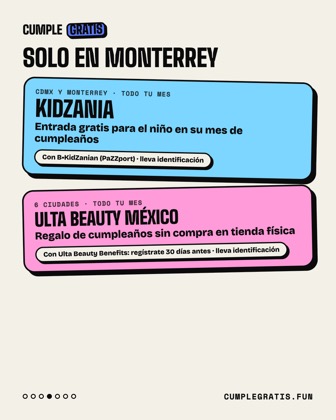 CUMPLE GRATIS
SOLO EN MONTERREY
CDMX Y MONTERREY · TODO TU MES
KIDZANIA
Entrada gratis para el niño en su mes de
cumpleaños
Con B•KidZanian (PaZZport) · lleva identificación
6 CIUDADES · TODO TU MES
ULTA BEAUTY MÉXICO
Regalo de cumpleaños sin compra en tienda física
Con Ulta Beauty Benefits: regístrate 30 días antes · lleva identificación
CUMPLEGRATIS.FUN